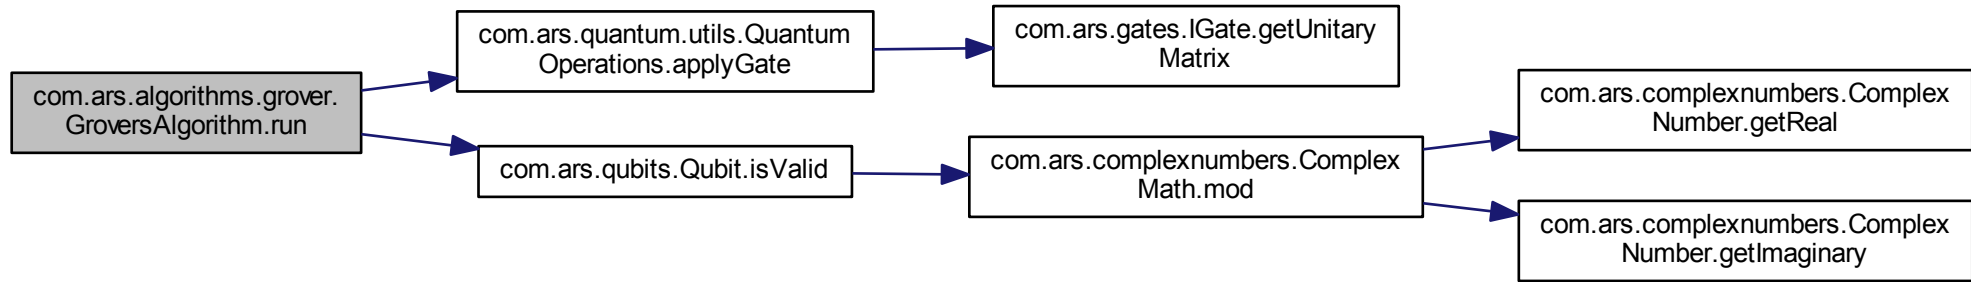 com.ars.algorithms.grover.
GroversAlgorithm.run
com.ars.quantum.utils.Quantum
Operations.applyGate
com.ars.gates.IGate.getUnitary
Matrix
com.ars.qubits.Qubit.isValid
com.ars.complexnumbers.Complex
Math.mod
com.ars.complexnumbers.Complex
Number.getReal
com.ars.complexnumbers.Complex
Number.getImaginary